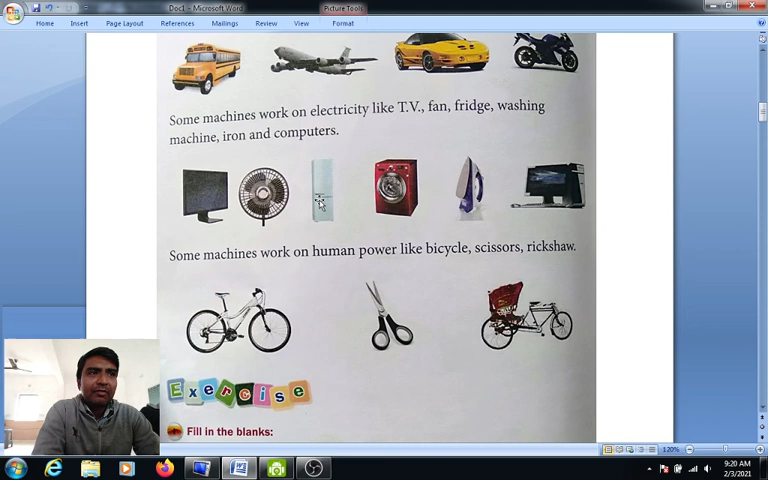 Doc1 - Microsoft Word
Picture Tools
Home Insert Page Layout References Mailings Review View Format
Some machines work on electricity like T.V., fan, fridge, washing
machine, iron and computers.
Some machines work on human power like bicycle, scissors, rickshaw.
Exercise
Fill in the blanks:
120%
9:20 AM
2/3/2021